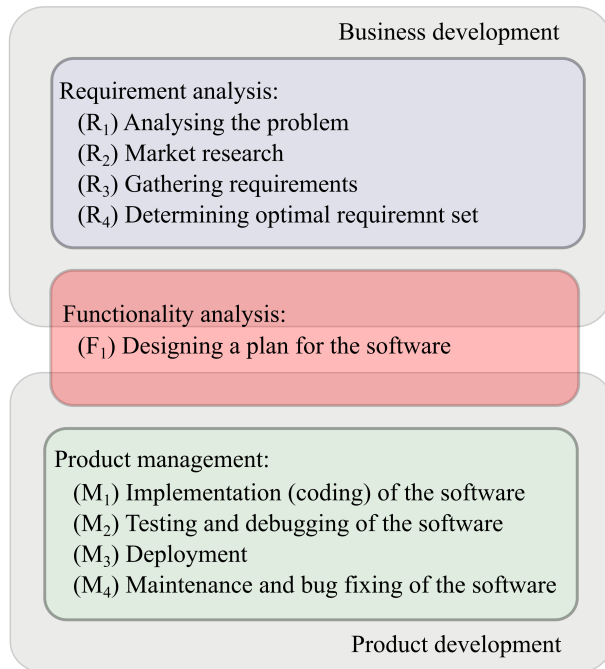 Business development
Requirement analysis:
(R₁) Analysing the problem
(R₂) Market research
(R₃) Gathering requirements
(R₄) Determining optimal requiremnt set
Functionality analysis:
(F₁) Designing a plan for the software
Product management:
(M₁) Implementation (coding) of the software
(M₂) Testing and debugging of the software
(M₃) Deployment
(M₄) Maintenance and bug fixing of the software
Product development